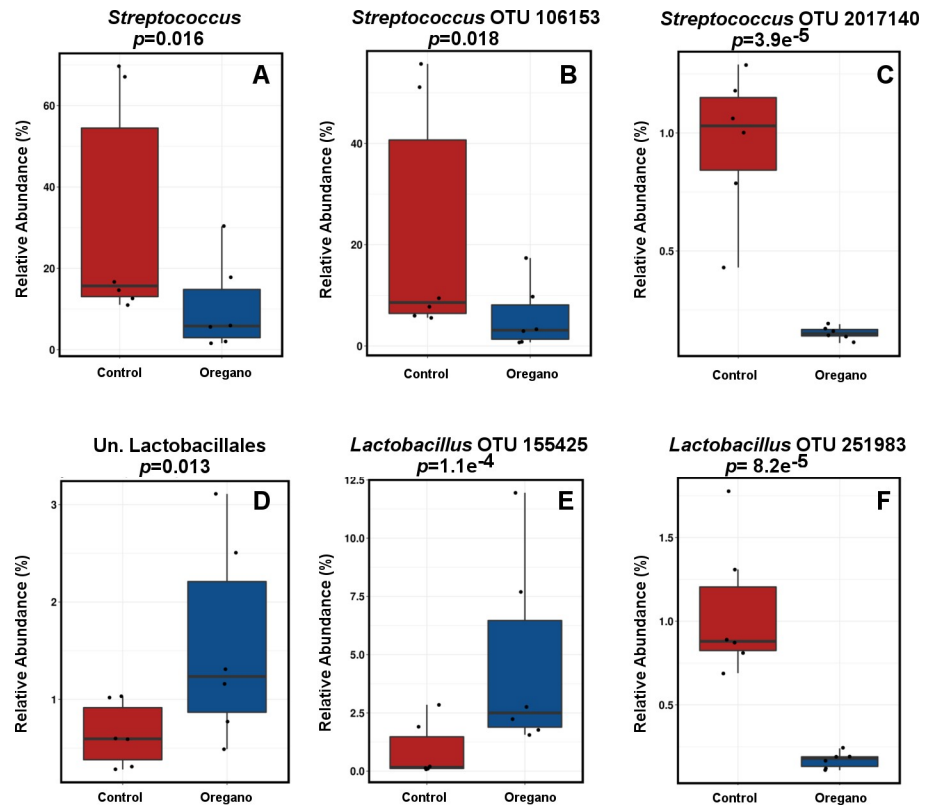 Streptococcus
p=0.016
A
Relative Abundance (%)
60
40
20
0
Control Oregano
Streptococcus OTU 106153
p=0.018
B
Relative Abundance (%)
40
20
0
Control Oregano
Streptococcus OTU 2017140
p=3.9e-5
C
Relative Abundance (%)
1.0
0.5
Control Oregano
Un. Lactobacillales
p=0.013
D
Relative Abundance (%)
3
2
1
Control Oregano
Lactobacillus OTU 155425
p=1.1e-4
E
Relative Abundance (%)
12.5
10.0
7.5
5.0
2.5
0.0
Control Oregano
Lactobacillus OTU 251983
p= 8.2e-5
F
Relative Abundance (%)
1.5
1.0
0.5
Control Oregano